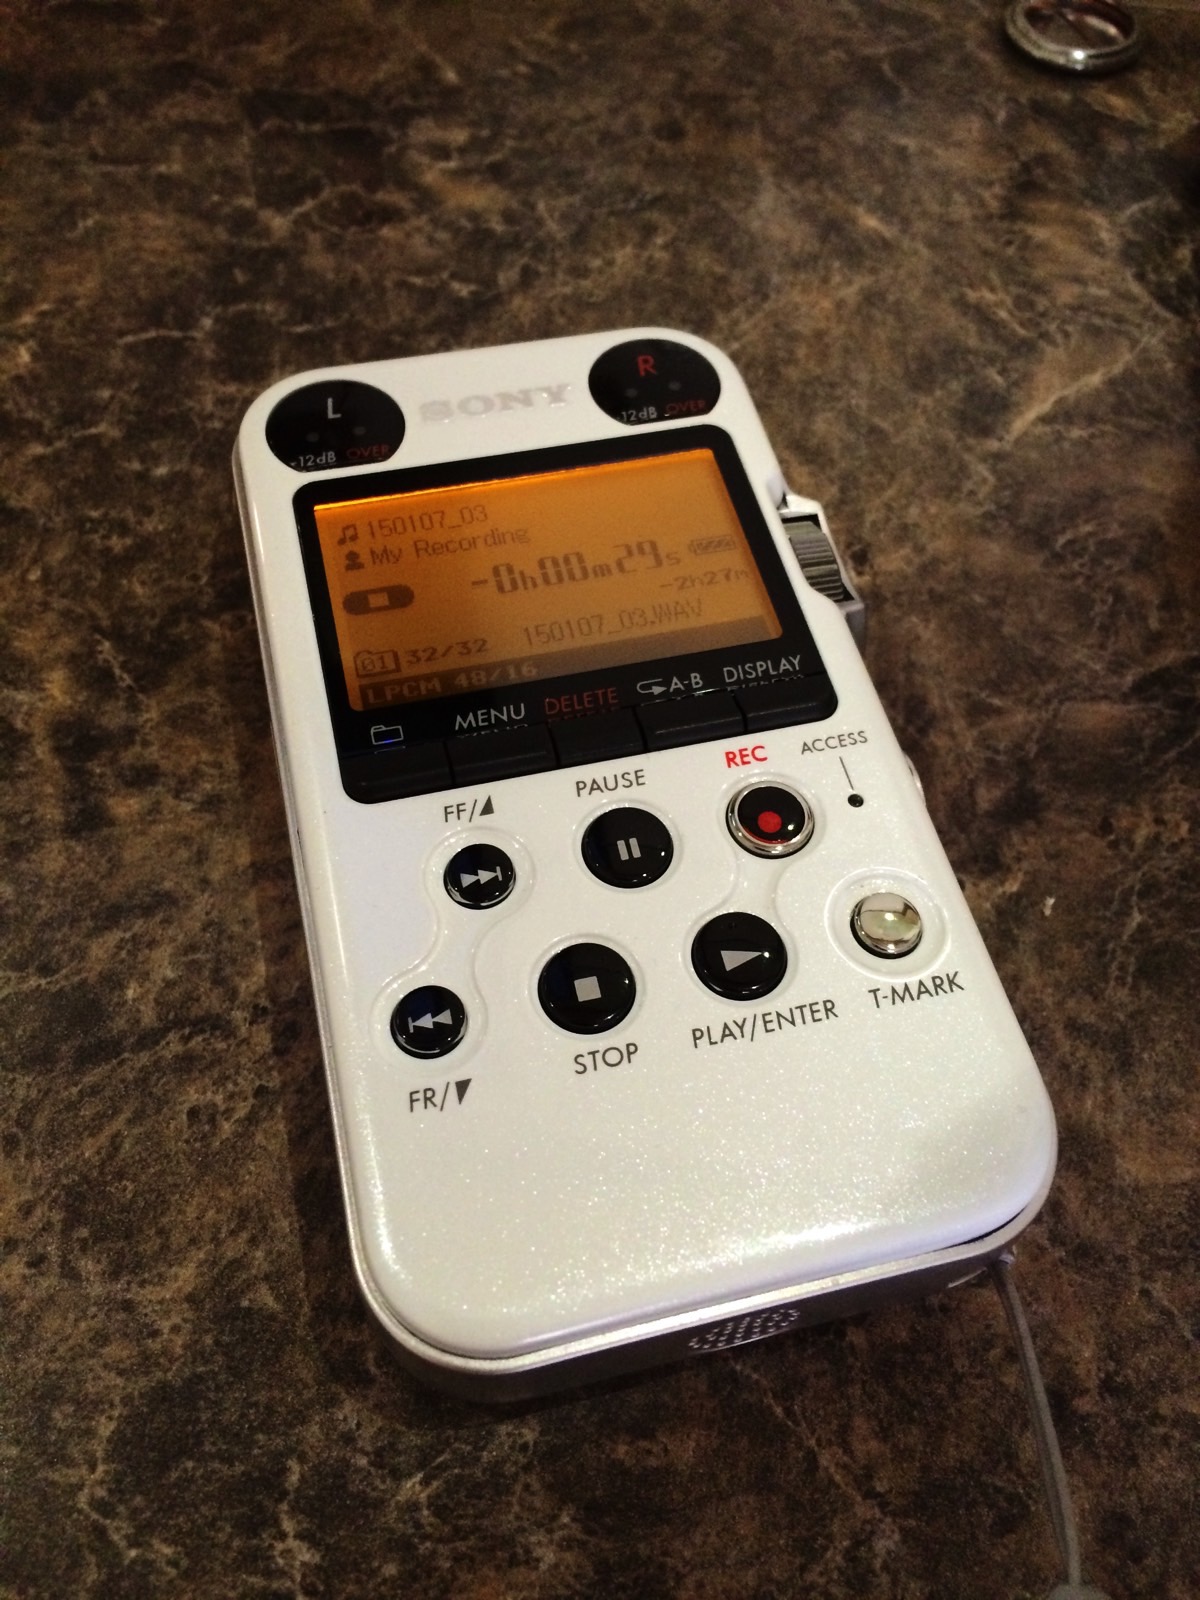 L
SONY
R
-12dB OVER
-12dB OVER
150107_03
My Recording
-0h00m29s
-2h27m
150107_03.WAV
01 32/32
LPCM 48/16
MENU DELETE A-B DISPLAY
FF/
PAUSE
REC
ACCESS
FR/
STOP
PLAY/ENTER
T-MARK